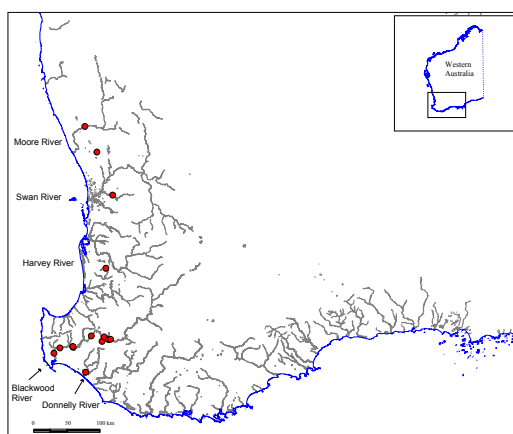 Western
Australia
Moore River
Swan River
Harvey River
Blackwood
River
Donnelly River
0 50 100 km